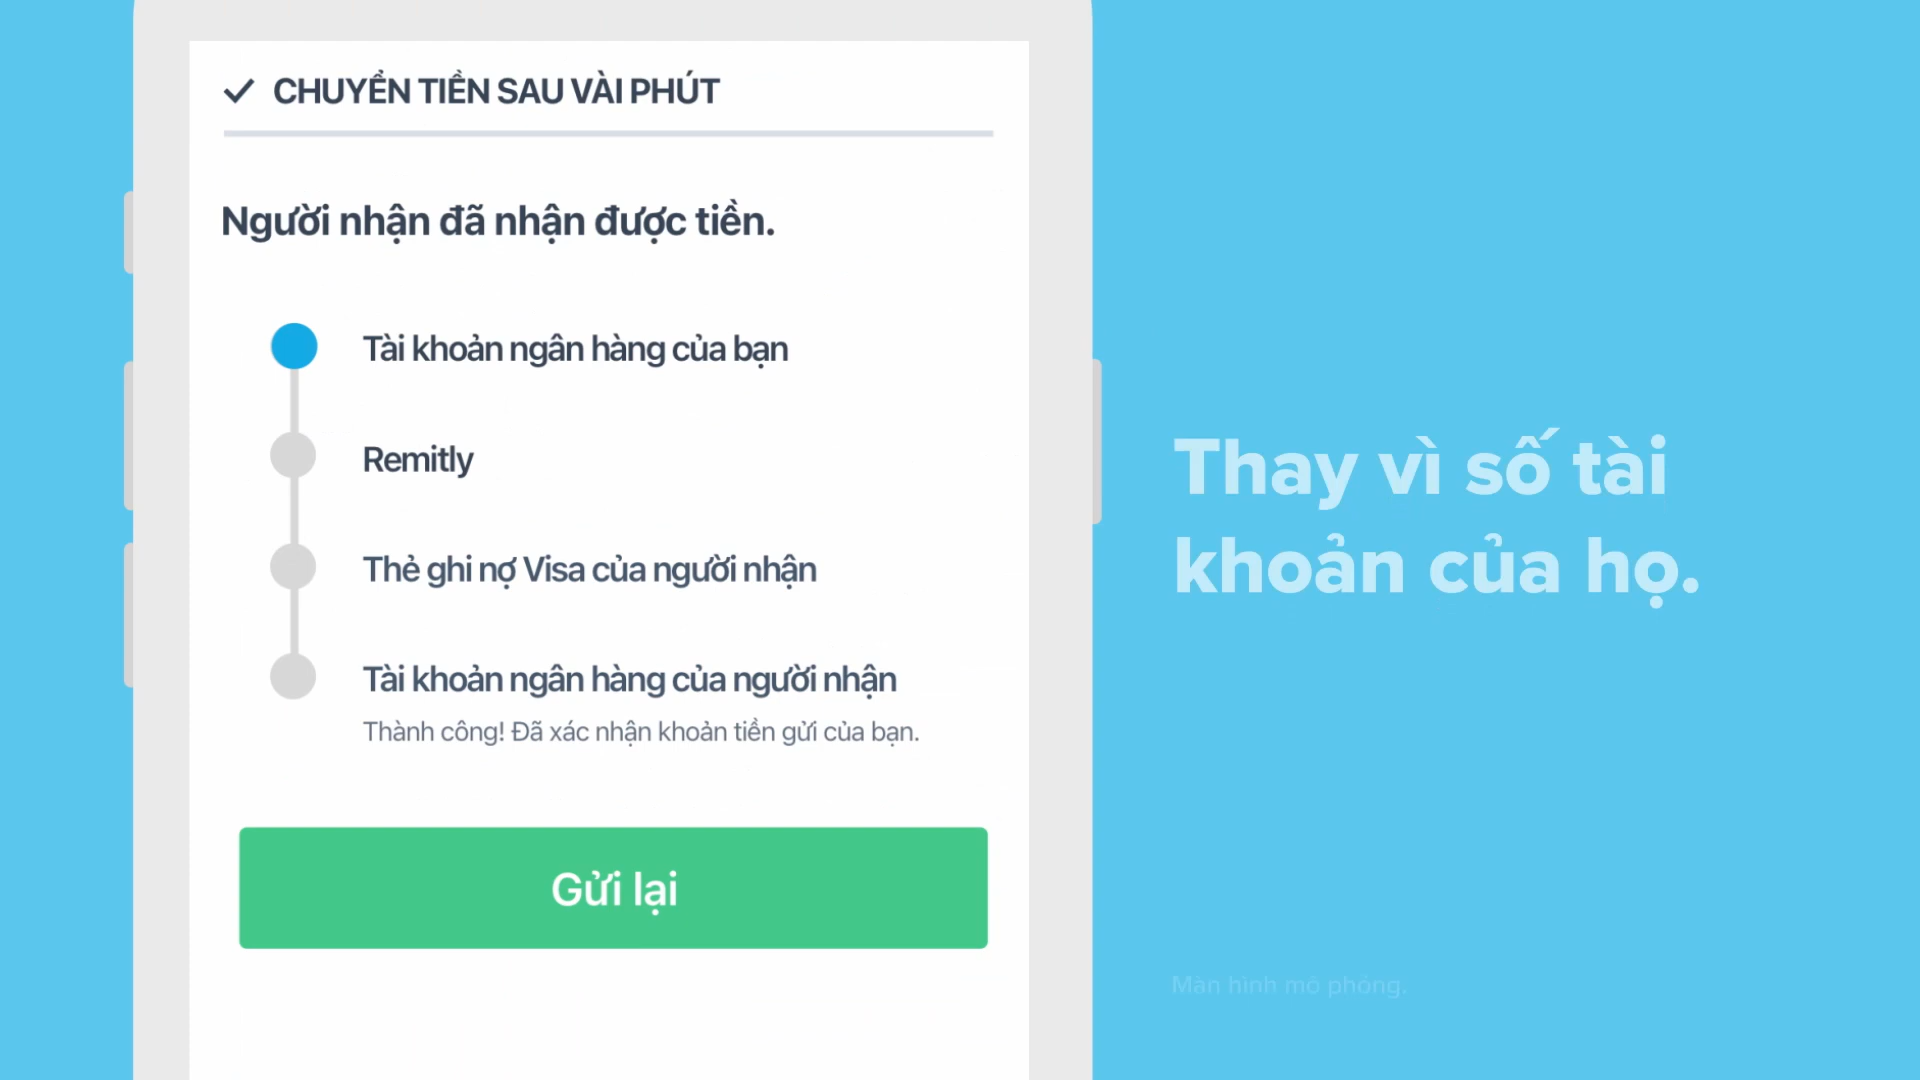 CHUYỂN TIỀN SAU VÀI PHÚT
Người nhận đã nhận được tiền.
Tài khoản ngân hàng của bạn
Remitly
Thẻ ghi nợ Visa của người nhận
Tài khoản ngân hàng của người nhận
Thành công! Đã xác nhận khoản tiền gửi của bạn.
Gửi lại
Thay vì số tài
khoản của họ.
Màn hình mô phỏng.